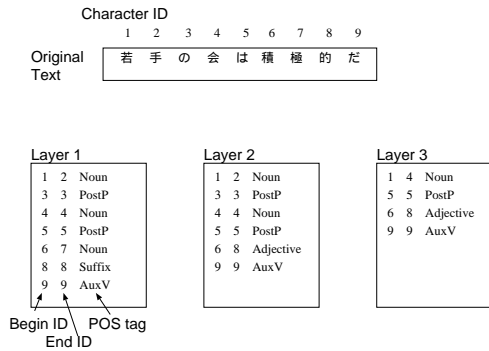 Character ID
1 2 3 4 5 6 7 8 9
Original Text
若 手 の 会 は 積 極 的 だ
Layer 1
1 2 Noun
3 3 PostP
4 4 Noun
5 5 PostP
6 7 Noun
8 8 Suffix
9 9 AuxV
Begin ID
End ID
POS tag
Layer 2
1 2 Noun
3 3 PostP
4 4 Noun
5 5 PostP
6 8 Adjective
9 9 AuxV
Layer 3
1 4 Noun
5 5 PostP
6 8 Adjective
9 9 AuxV